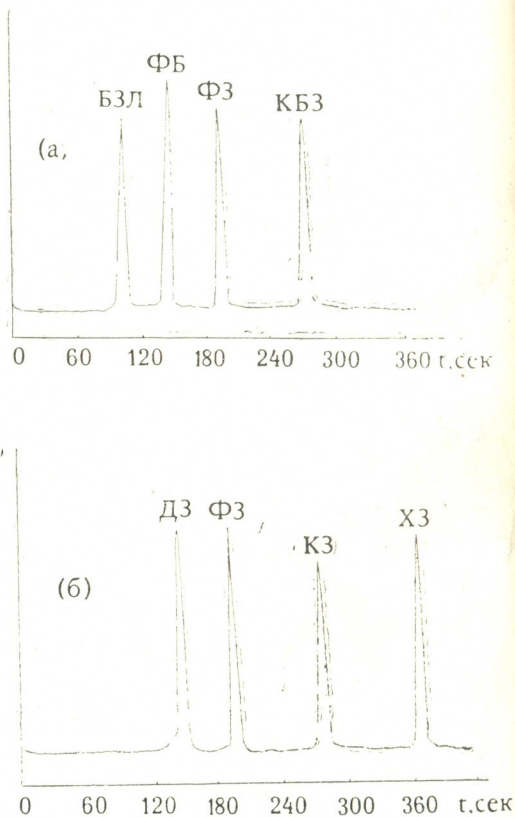 ФБ
БЗЛ ФЗ КБЗ
(а)
0 60 120 180 240 300 360 t,сек
ДЗ ФЗ КЗ ХЗ
(б)
0 60 120 180 240 300 360 t,сек